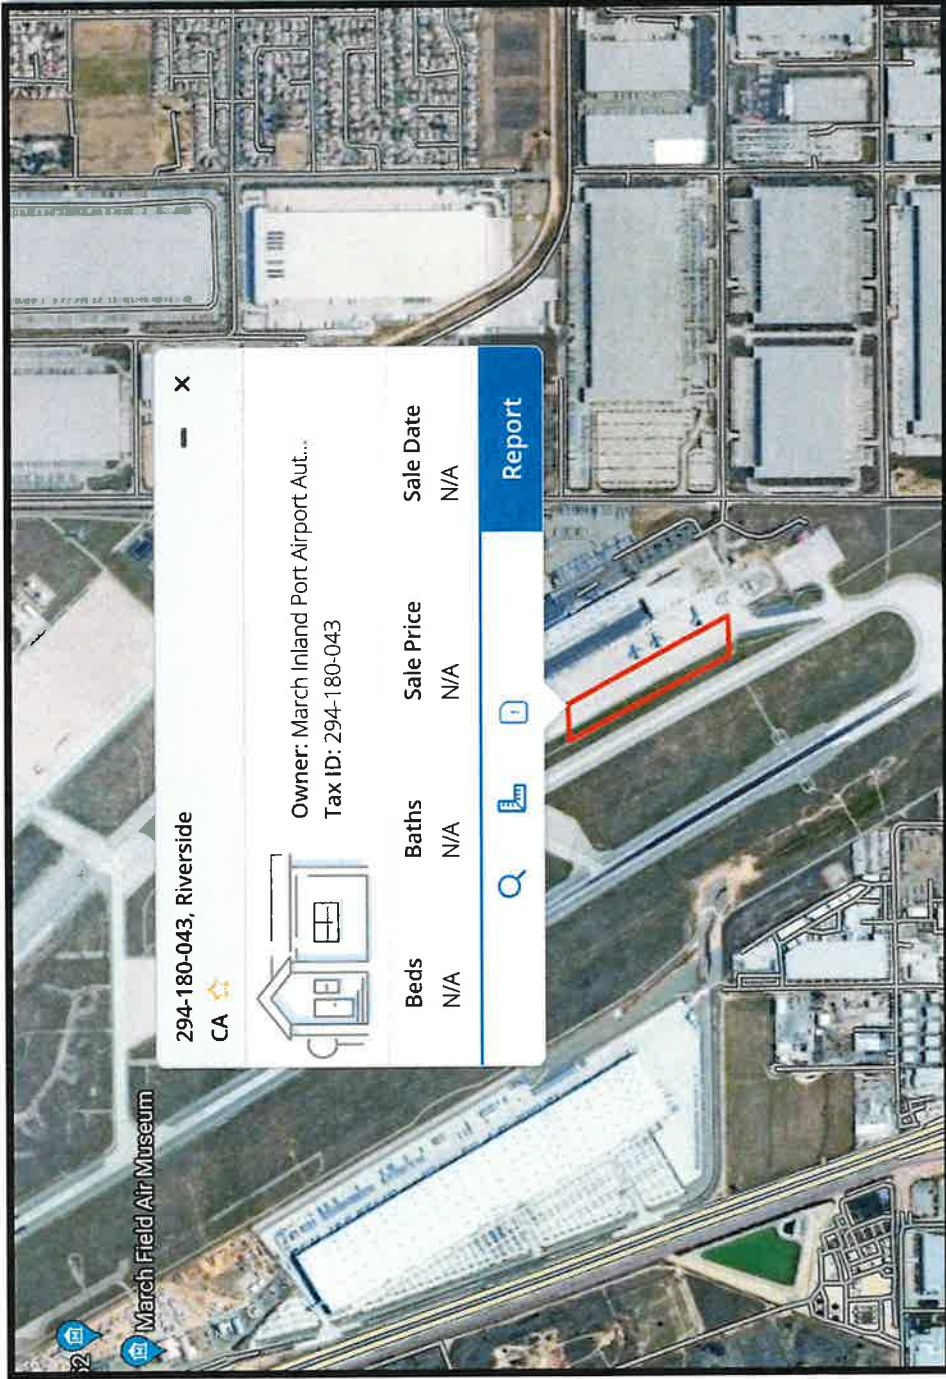 62
March Field Air Museum
294-180-043, Riverside
CA
Owner: March Inland Port Airport Aut...
Tax ID: 294-180-043
Beds
Baths
Sale Price
Sale Date
N/A
N/A
N/A
N/A
Report